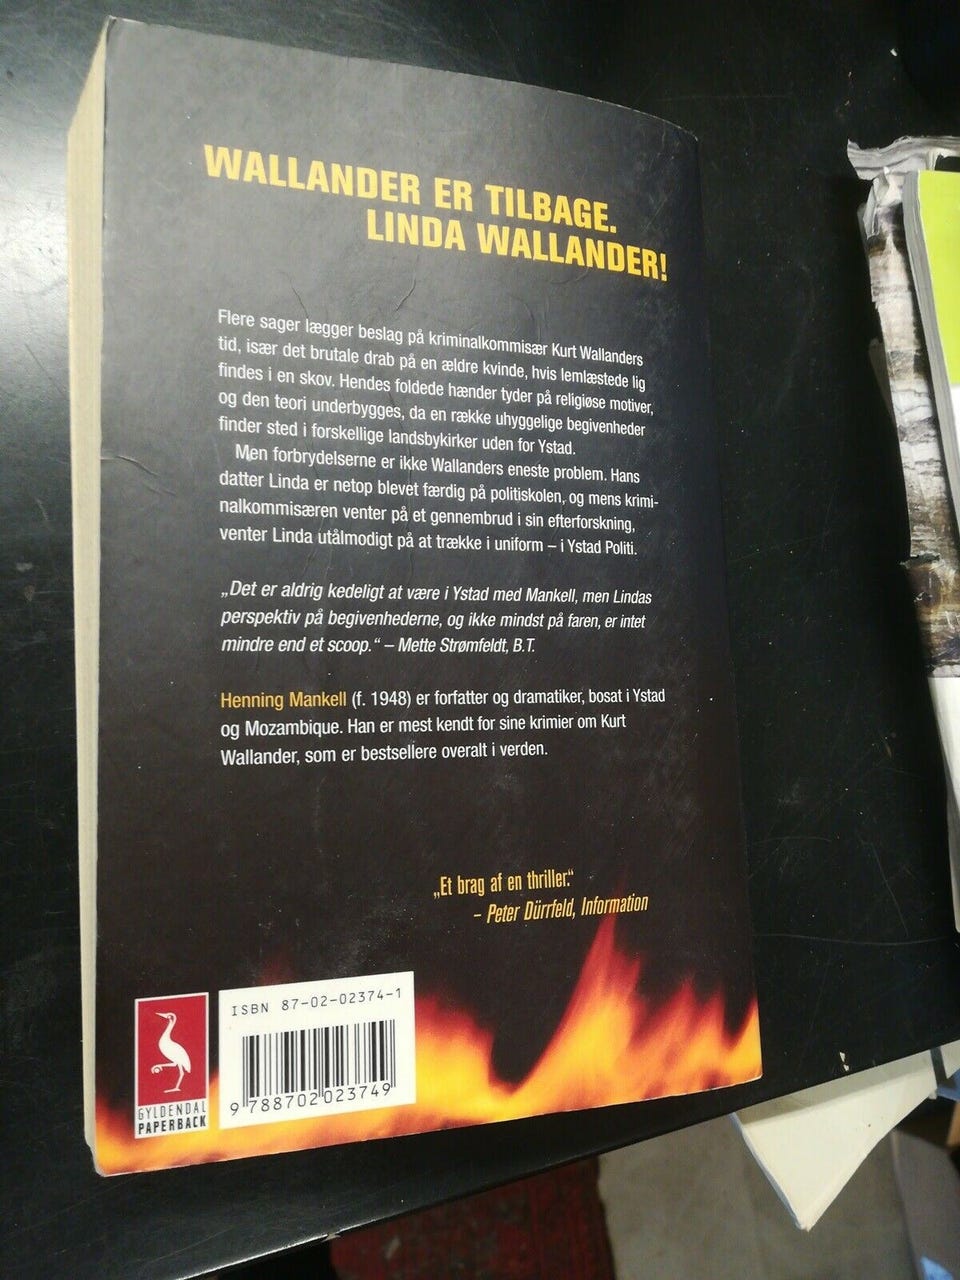 WALLANDER ER TILBAGE.
LINDA WALLANDER!
Flere sager lægger beslag på kriminalkommisær Kurt Wallanders
tid, især det brutale drab på en ældre kvinde, hvis lemlæstede lig
findes i en skov. Hendes foldede hænder tyder på religiøse motiver,
og den teori underbygges, da en række uhyggelige begivenheder
finder sted i forskellige landsbykirker uden for Ystad.
Men forbrydelserne er ikke Wallanders eneste problem. Hans
datter Linda er netop blevet færdig på politiskolen, og mens krimi-
nalkommisæren venter på et gennembrud i sin efterforskning,
venter Linda utålmodigt på at trække i uniform – i Ystad Politi.
„Det er aldrig kedeligt at være i Ystad med Mankell, men Lindas
perspektiv på begivenhederne, og ikke mindst på faren, er intet
mindre end et scoop.“ – Mette Strømfeldt, B.T.
Henning Mankell (f. 1948) er forfatter og dramatiker, bosat i Ystad
og Mozambique. Han er mest kendt for sine krimier om Kurt
Wallander, som er bestsellere overalt i verden.
„Et brag af en thriller.“
– Peter Dürrfeld, Information
ISBN 87-02-02374-1
9 788702 023749
GYLDENDAL
PAPERBACK